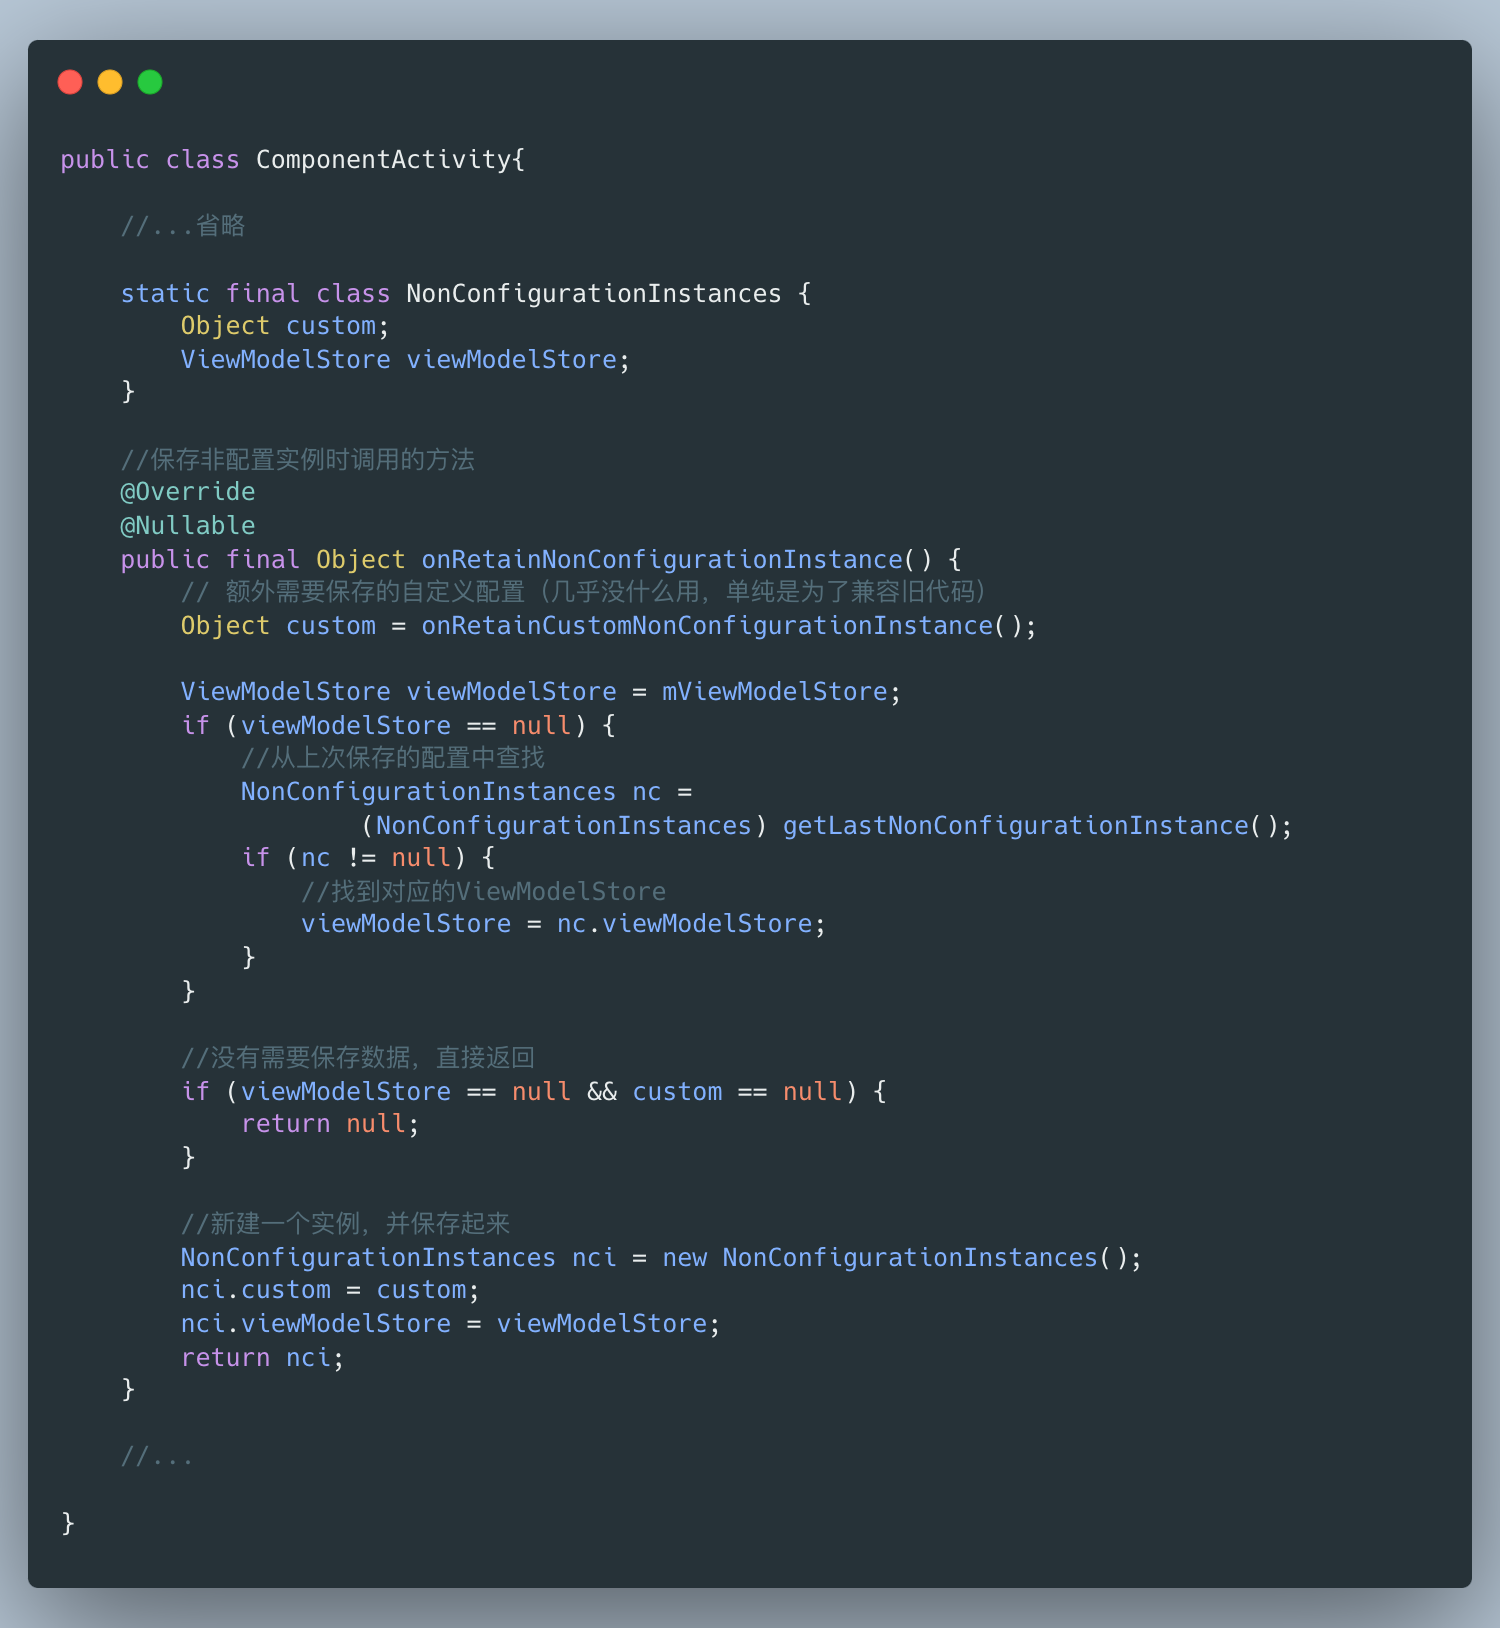 public class ComponentActivity{
//...省略
static final class NonConfigurationInstances {
Object custom;
ViewModelStore viewModelStore;
}
//保存非配置实例时调用的方法
@Override
@Nullable
public final Object onRetainNonConfigurationInstance() {
// 额外需要保存的自定义配置（几乎没什么用，单纯是为了兼容旧代码）
Object custom = onRetainCustomNonConfigurationInstance();
ViewModelStore viewModelStore = mViewModelStore;
if (viewModelStore == null) {
//从上次保存的配置中查找
NonConfigurationInstances nc =
(NonConfigurationInstances) getLastNonConfigurationInstance();
if (nc != null) {
//找到对应的ViewModelStore
viewModelStore = nc.viewModelStore;
}
}
//没有需要保存数据，直接返回
if (viewModelStore == null && custom == null) {
return null;
}
//新建一个实例，并保存起来
NonConfigurationInstances nci = new NonConfigurationInstances();
nci.custom = custom;
nci.viewModelStore = viewModelStore;
return nci;
}
//...
}